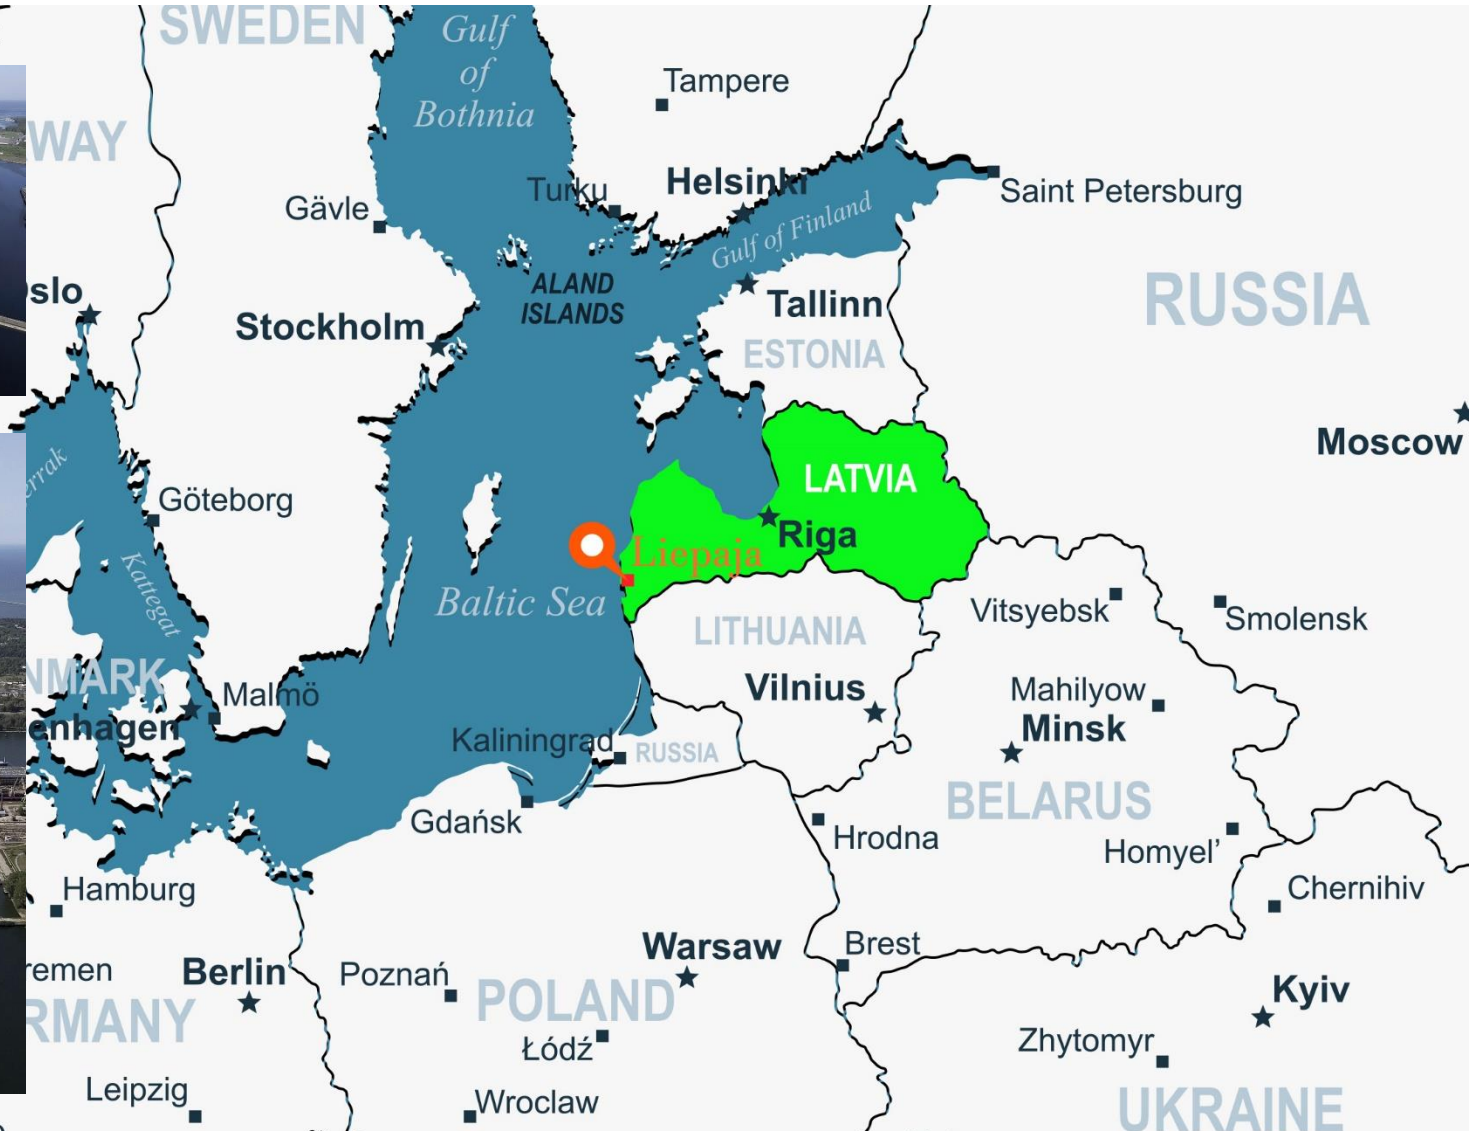 SWEDEN
Gulf
of
Bothnia
Tampere
WAY
Gävle
Turku
Helsinki
Saint Petersburg
Gulf of Finland
slo
ALAND
ISLANDS
Stockholm
Tallinn
ESTONIA
RUSSIA
Moscow
errak
Göteborg
LATVIA
Riga
Liepaja
Kattegat
Baltic Sea
LITHUANIA
Vitsyebsk
Smolensk
NMARK
Malmö
enhagen
Vilnius
Mahilyow
Minsk
Kaliningrad
RUSSIA
BELARUS
Gdańsk
Hrodna
Homyel’
Hamburg
Chernihiv
remen
Berlin
Poznań
POLAND
Warsaw
Brest
RMANY
Łódź
Kyiv
Zhytomyr
Leipzig
Wroclaw
UKRAINE